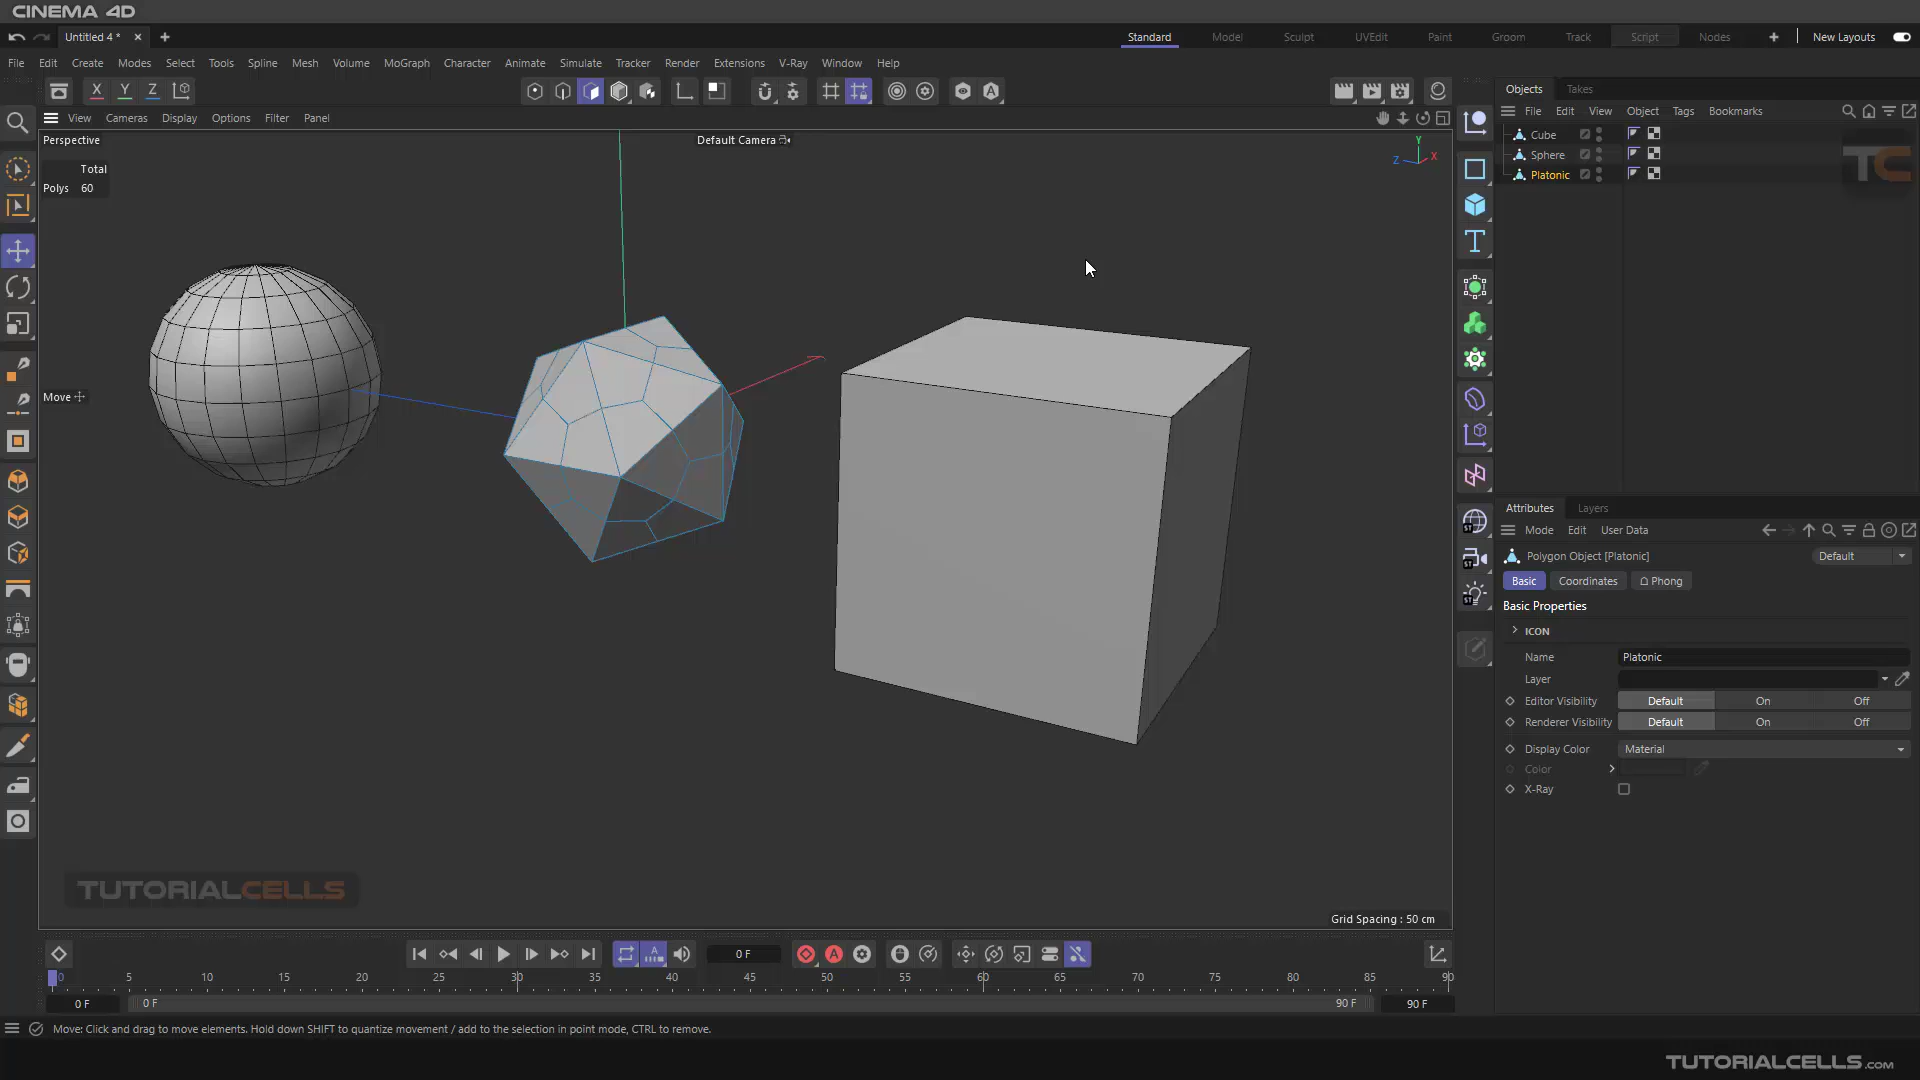 CINEMA 4D
Untitled 4 *
Standard
Model
Sculpt
UVEdit
Paint
Groom
Track
Script
Nodes
New Layouts
File Edit Create Modes Select Tools Spline Mesh Volume MoGraph Character Animate Simulate Tracker Render Extensions V-Ray Window Help
X Y Z
View Cameras Display Options Filter Panel
Perspective
Default Camera
Total
Polys 60
Y
Z
X
Move
TUTORIALCELLS
Grid Spacing : 50 cm
Objects Takes
File Edit View Object Tags Bookmarks
Cube
Sphere
Platonic
TC
Attributes Layers
Mode Edit User Data
Polygon Object [Platonic]
Default
Basic Coordinates Phong
Basic Properties
ICON
Name Platonic
Layer
Editor Visibility Default On Off
Renderer Visibility Default On Off
Display Color Material
Color
X-Ray
0 F
0 5 10 15 20 25 30 35 40 45 50 55 60 65 70 75 80 85 90
0 F 0 F 90 F 90 F
Move: Click and drag to move elements. Hold down SHIFT to quantize movement / add to the selection in point mode, CTRL to remove.
TUTORIALCELLS.COM